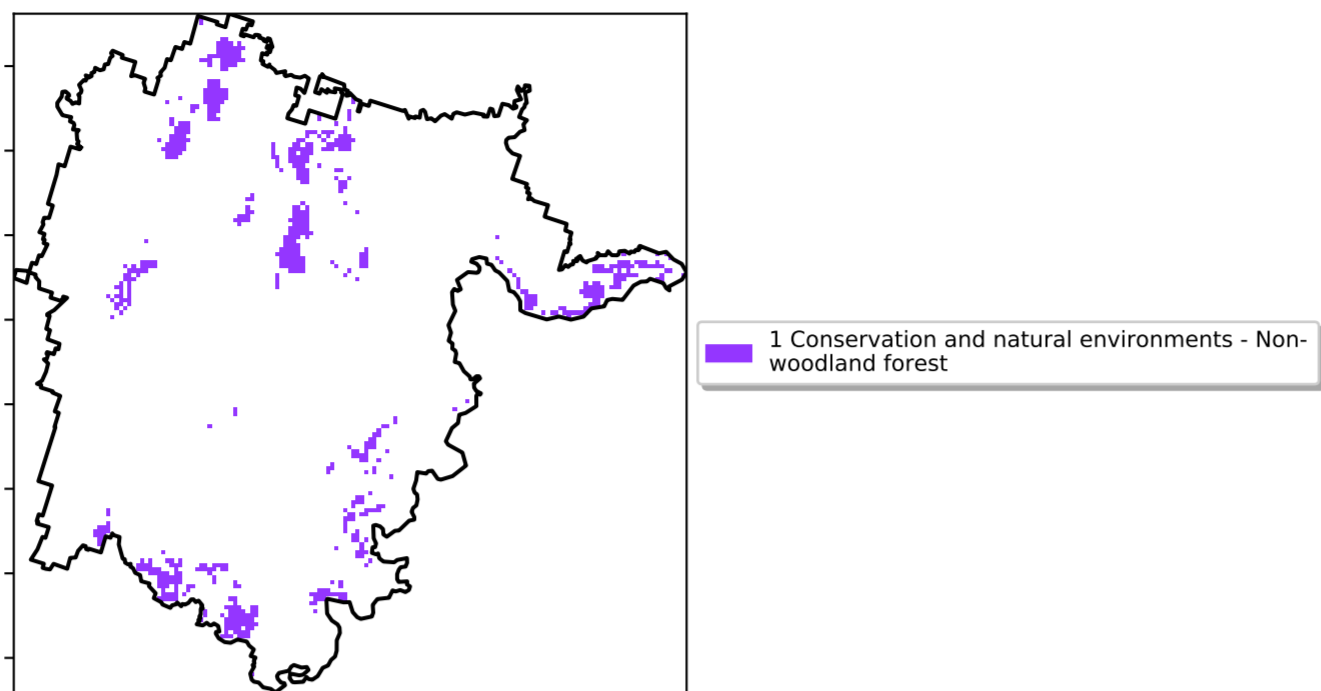 1 Conservation and natural environments - Non-
woodland forest